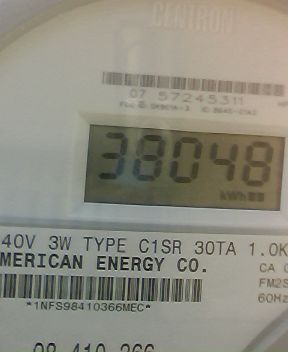 CENTRON
07 57245311
38048
kWh
40V 3W TYPE C1SR 30TA 1.0K
MERICAN ENERGY CO.
CA 0
FM2S
60Hz
*1NFS98410366MEC*
98 410 366